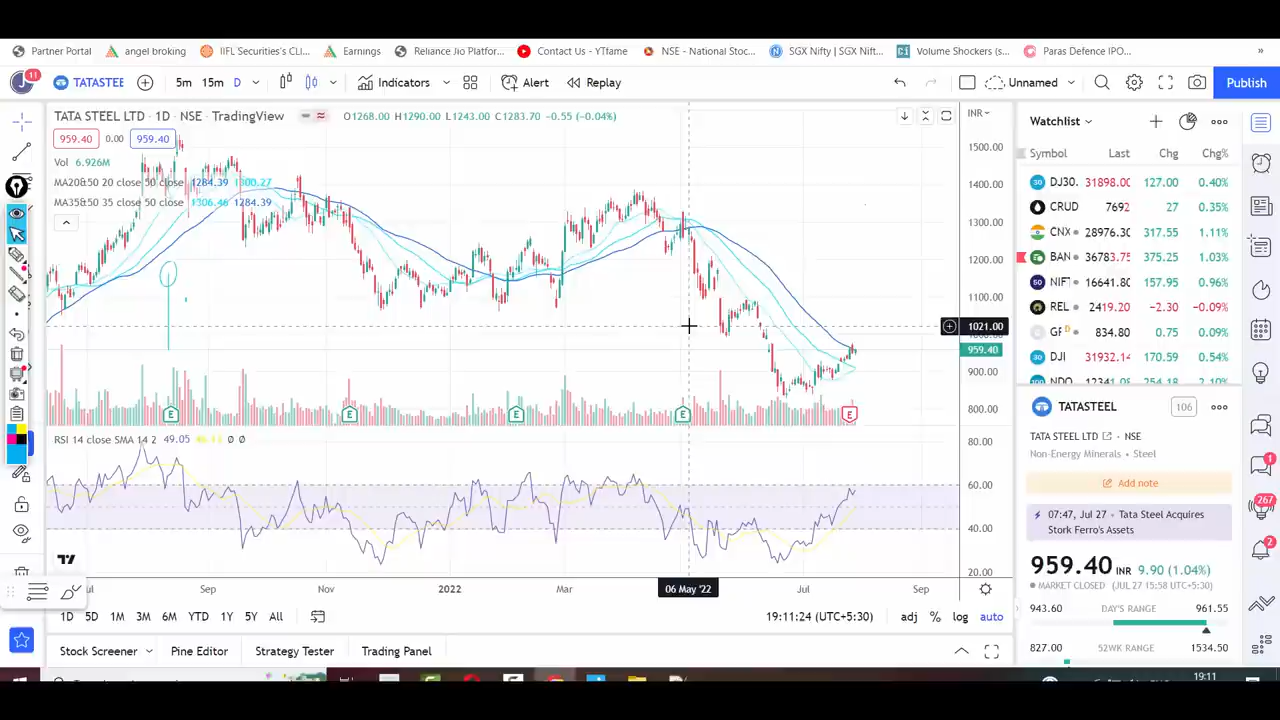 Partner Portal angel broking IIFL Securities's CLI... Earnings Reliance Jio Platfor... Contact Us - YTfame NSE - National Stoc... SGX Nifty | SGX Nif... Volume Shockers (s... Paras Defence IPO... »
11 TATASTEE 5m 15m D Indicators Alert Replay Unnamed Publish
TATA STEEL LTD · 1D · NSE · TradingView O1268.00 H1290.00 L1243.00 C1283.70 -0.55 (-0.04%) INR
959.40 0.00 959.40
Vol 6.926M
MA20&50 20 close 50 close 1284.39 1300.27
MA35&50 35 close 50 close 1306.46 1284.39
1500.00
1400.00
1300.00
1200.00
1100.00
1021.00
959.40
900.00
800.00
E E E E E
RSI 14 close SMA 14 2 49.05 Ø Ø
80.00
60.00
40.00
20.00
Sep Nov 2022 Mar 06 May '22 Jul Sep
1D 5D 1M 3M 6M YTD 1Y 5Y All 19:11:24 (UTC+5:30) adj % log auto
Stock Screener Pine Editor Strategy Tester Trading Panel
Watchlist
Symbol Last Chg Chg%
DJ30. 31898.00 127.00 0.40%
CRUD 7692 27 0.35%
CNX 28976.30 317.55 1.11%
BAN 36783.75 375.25 1.03%
NIF 16641.80 157.95 0.96%
REL 2419.20 -2.30 -0.09%
D 834.80 0.75 0.09%
DJI 31932.14 170.59 0.54%
TATASTEEL 106
TATA STEEL LTD · NSE
Non-Energy Minerals • Steel
Add note
07:47, Jul 27 • Tata Steel Acquires
Stork Ferro's Assets
959.40 INR 9.90 (1.04%)
MARKET CLOSED (JUL 27 15:58 UTC+5:30)
943.60 DAY'S RANGE 961.55
827.00 52WK RANGE 1534.50
1
267
2
19:11